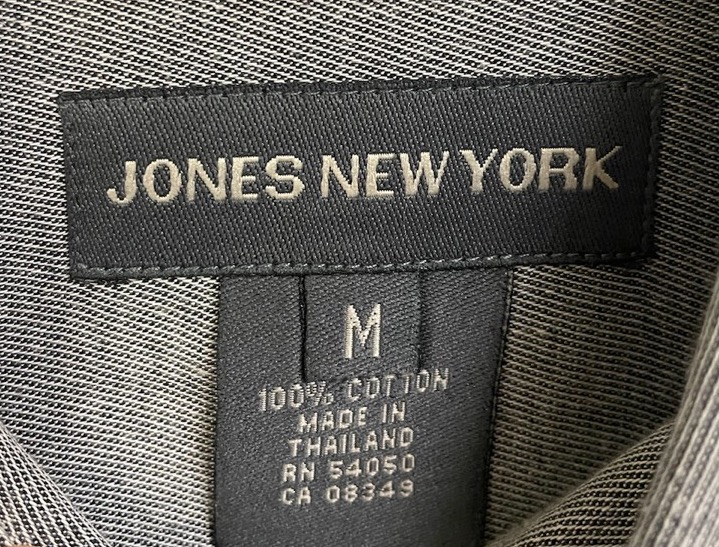 JONES NEW YORK
M
100% COTTON
MADE IN
THAILAND
RN 54050
CA 08349